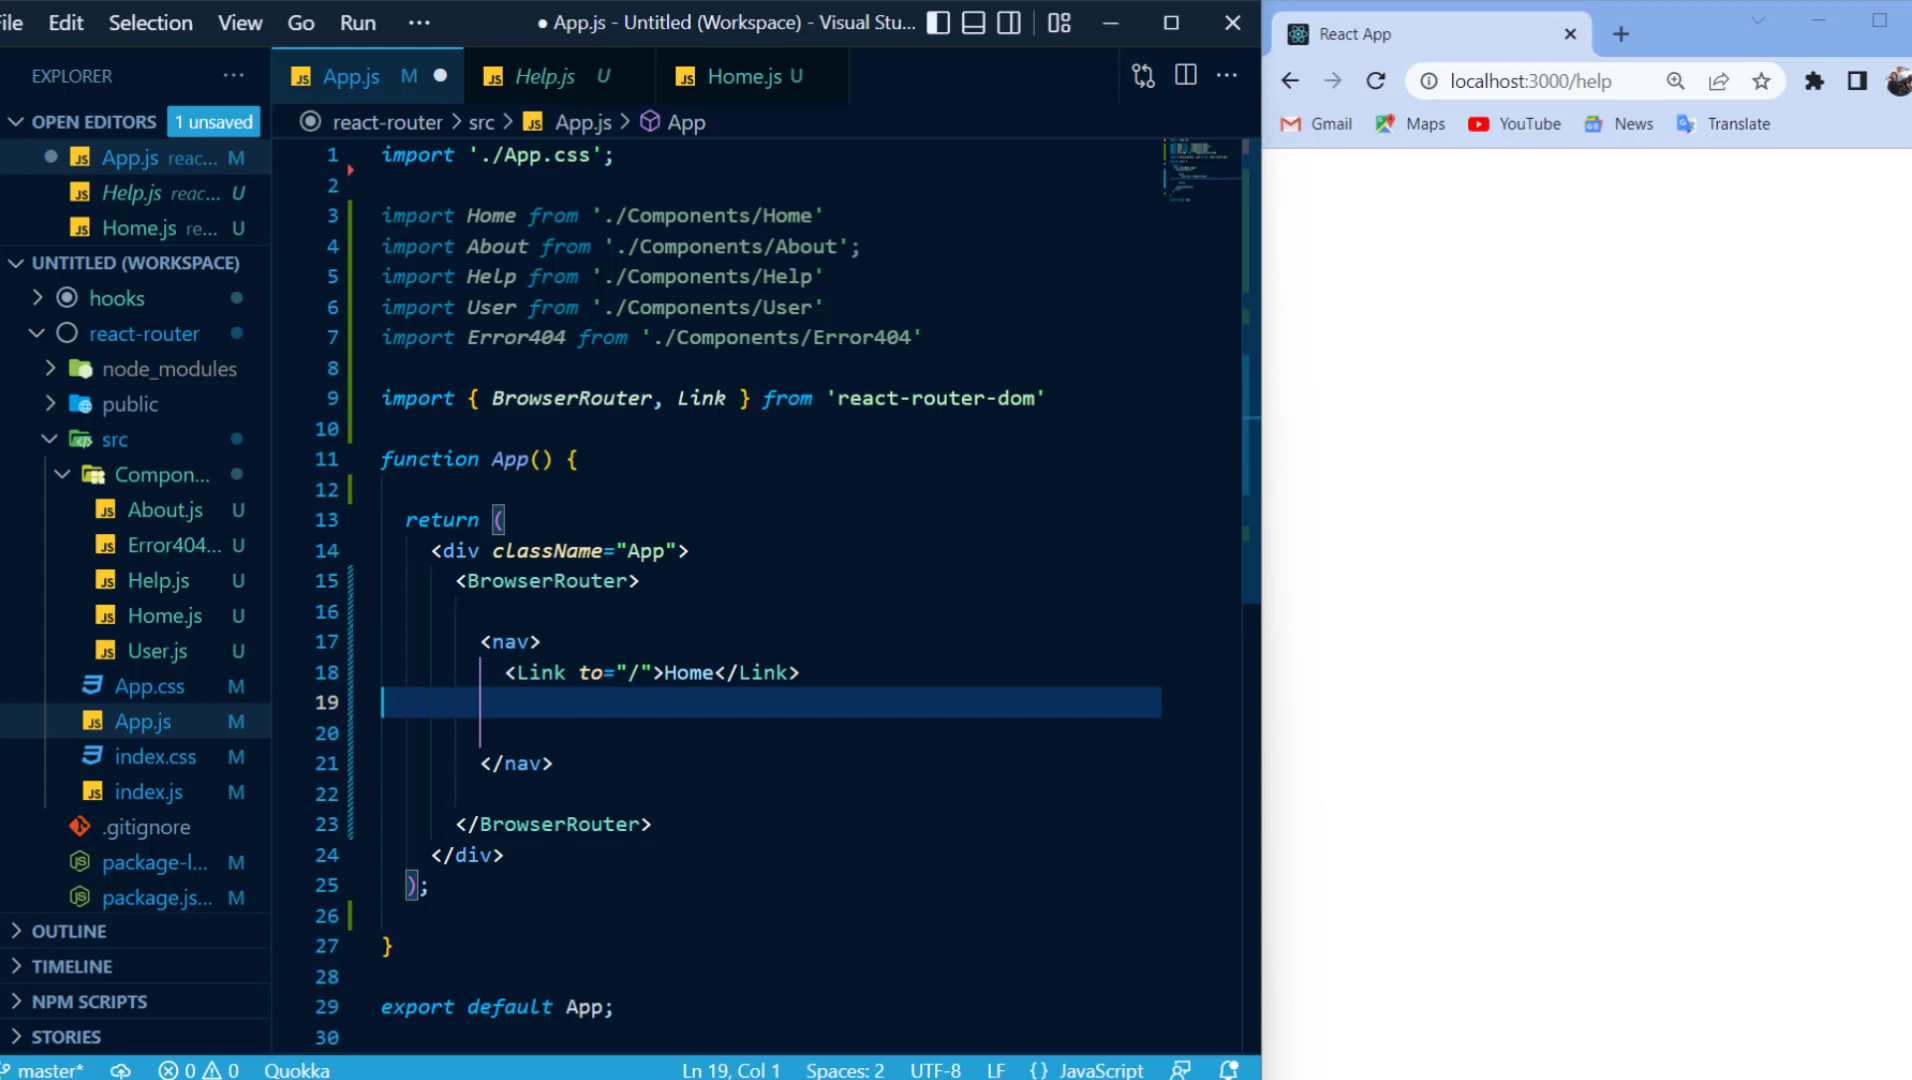 File Edit Selection View Go Run ···
● App.js - Untitled (Workspace) - Visual Stu...
EXPLORER ···
OPEN EDITORS 1 unsaved
App.js reac... M
Help.js reac... U
Home.js re... U
UNTITLED (WORKSPACE)
hooks
react-router
node_modules
public
src
Compon...
About.js U
Error404... U
Help.js U
Home.js U
User.js U
App.css M
App.js M
index.css M
index.js M
.gitignore
package-l... M
package.js... M
OUTLINE
TIMELINE
NPM SCRIPTS
STORIES
App.js M
Help.js U
Home.js U
react-router > src > App.js > App
1 import './App.css';
2
3 import Home from './Components/Home'
4 import About from './Components/About';
5 import Help from './Components/Help'
6 import User from './Components/User'
7 import Error404 from './Components/Error404'
8
9 import { BrowserRouter, Link } from 'react-router-dom'
10
11 function App() {
12
13 return (
14 <div className="App">
15 <BrowserRouter>
16
17 <nav>
18 <Link to="/">Home</Link>
19
20
21 </nav>
22
23 </BrowserRouter>
24 </div>
25 );
26
27 }
28
29 export default App;
30
master* 0 0 Quokka Ln 19, Col 1 Spaces: 2 UTF-8 LF {} JavaScript
React App
localhost:3000/help
Gmail Maps YouTube News Translate